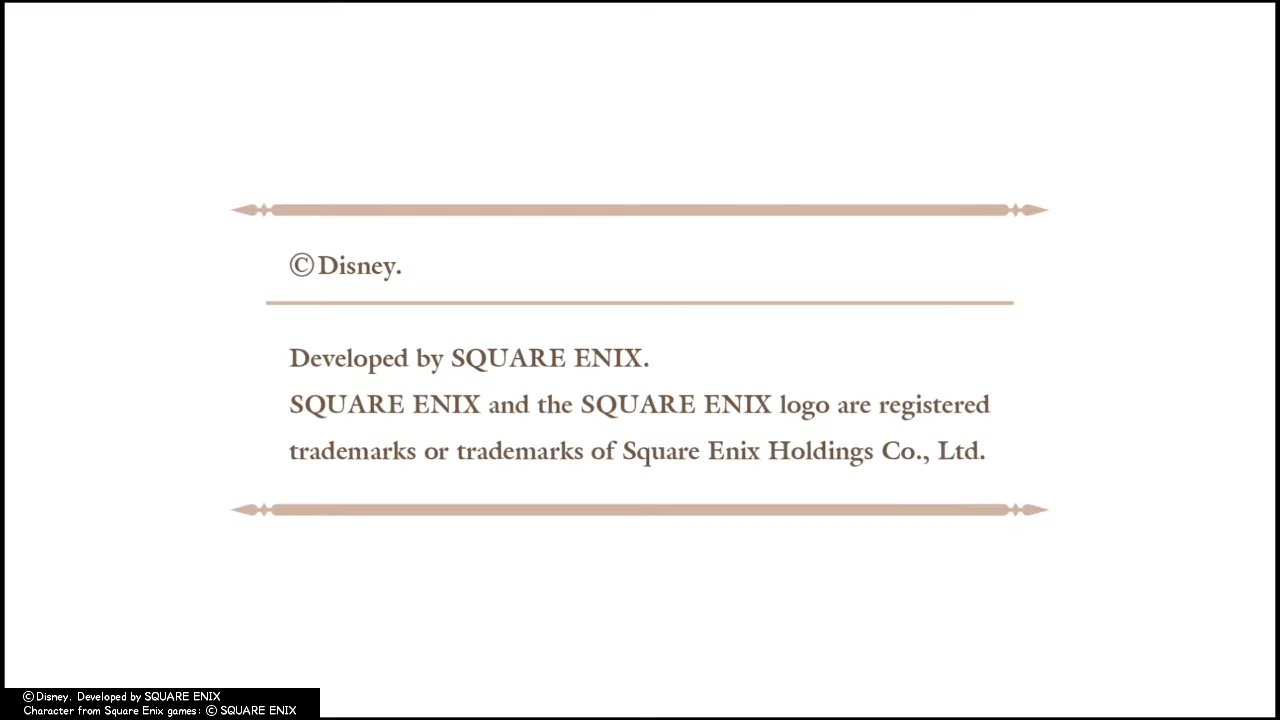 ©Disney.
Developed by SQUARE ENIX.
SQUARE ENIX and the SQUARE ENIX logo are registered
trademarks or trademarks of Square Enix Holdings Co., Ltd.
©Disney. Developed by SQUARE ENIX
Character from Square Enix games: © SQUARE ENIX